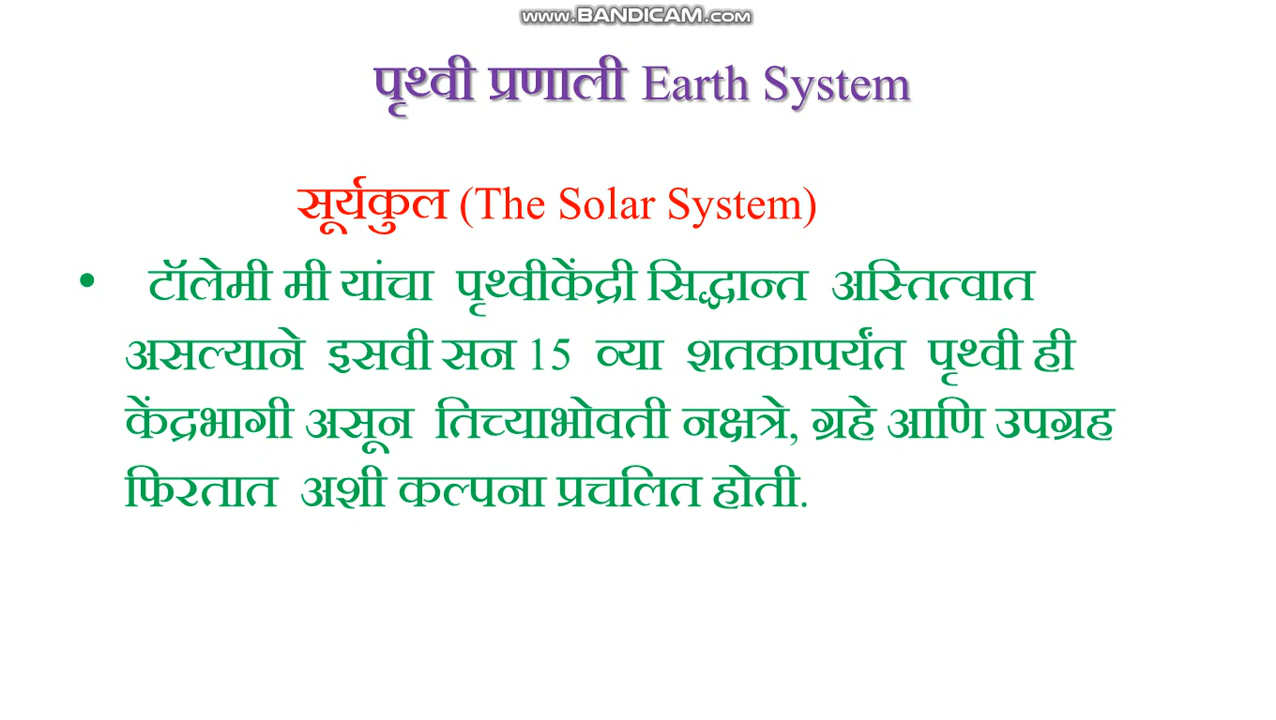 www.BANDICAM.com
पृथ्वी प्रणाली Earth System
सूर्यकुल (The Solar System)
• टॉलेमी मी यांचा पृथ्वीकेंद्री सिद्धान्त अस्तित्वात
असल्याने इसवी सन 15 व्या शतकापर्यंत पृथ्वी ही
केंद्रभागी असून तिच्याभोवती नक्षत्रे, ग्रहे आणि उपग्रह
फिरतात अशी कल्पना प्रचलित होती.